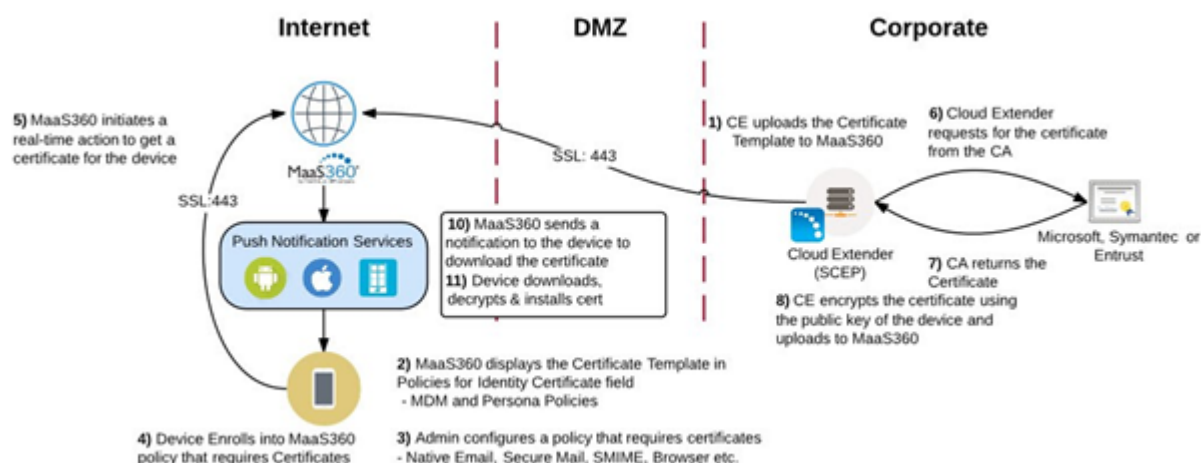 Internet
DMZ
Corporate
5) MaaS360 initiates a
real-time action to get a
certificate for the device
MaaS360
SSL:443
Push Notification Services
SSL: 443
1) CE uploads the Certificate
Template to MaaS360
6) Cloud Extender
requests for the certificate
from the CA
Cloud Extender
(SCEP)
Microsoft, Symantec or
Entrust
7) CA returns the
Certificate
8) CE encrypts the certificate using
the public key of the device and
uploads to MaaS360
10) MaaS360 sends a
notification to the device to
download the certificate
11) Device downloads,
decrypts & installs cert
2) MaaS360 displays the Certificate Template in
Policies for Identity Certificate field
- MDM and Persona Policies
4) Device Enrolls into MaaS360
policy that requires Certificates
3) Admin configures a policy that requires certificates
- Native Email, Secure Mail, SMIME, Browser etc.